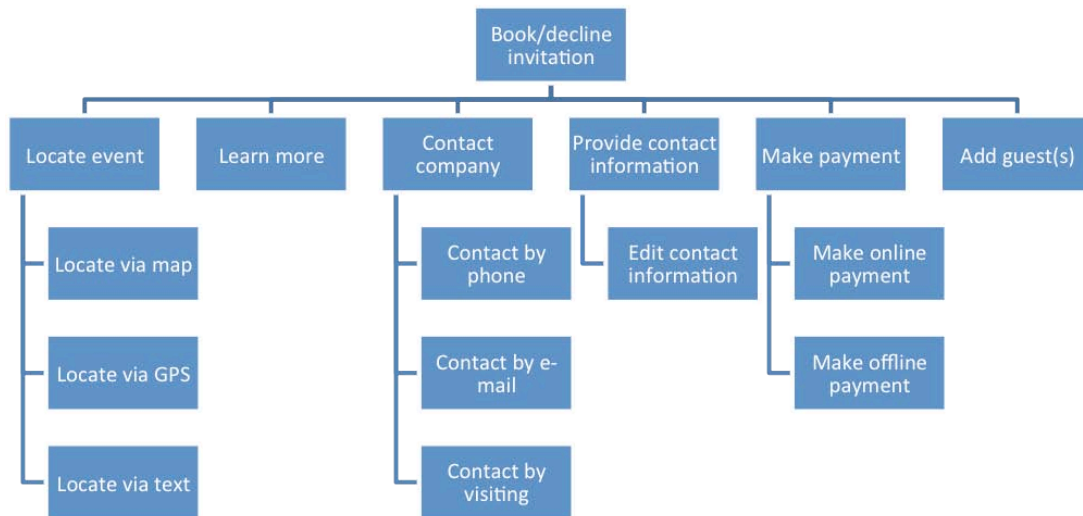 Book/decline
invitation
Locate event
Learn more
Contact
company
Provide contact
information
Make payment
Add guest(s)
Locate via map
Contact by
phone
Edit contact
information
Make online
payment
Locate via GPS
Contact by e-
mail
Make offline
payment
Locate via text
Contact by
visiting